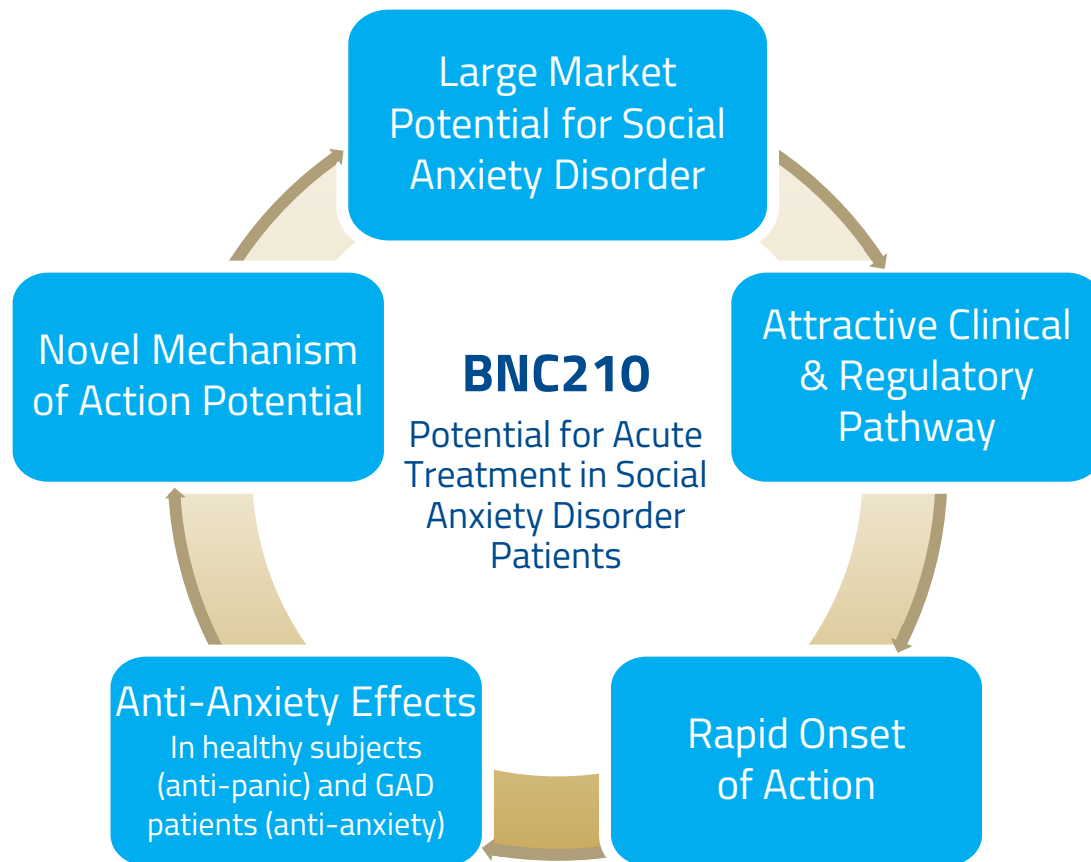 Large Market
Potential for Social
Anxiety Disorder
Attractive Clinical
& Regulatory
Pathway
Rapid Onset
of Action
Anti-Anxiety Effects
In healthy subjects
(anti-panic) and GAD
patients (anti-anxiety)
Novel Mechanism
of Action Potential
BNC210
Potential for Acute
Treatment in Social
Anxiety Disorder
Patients